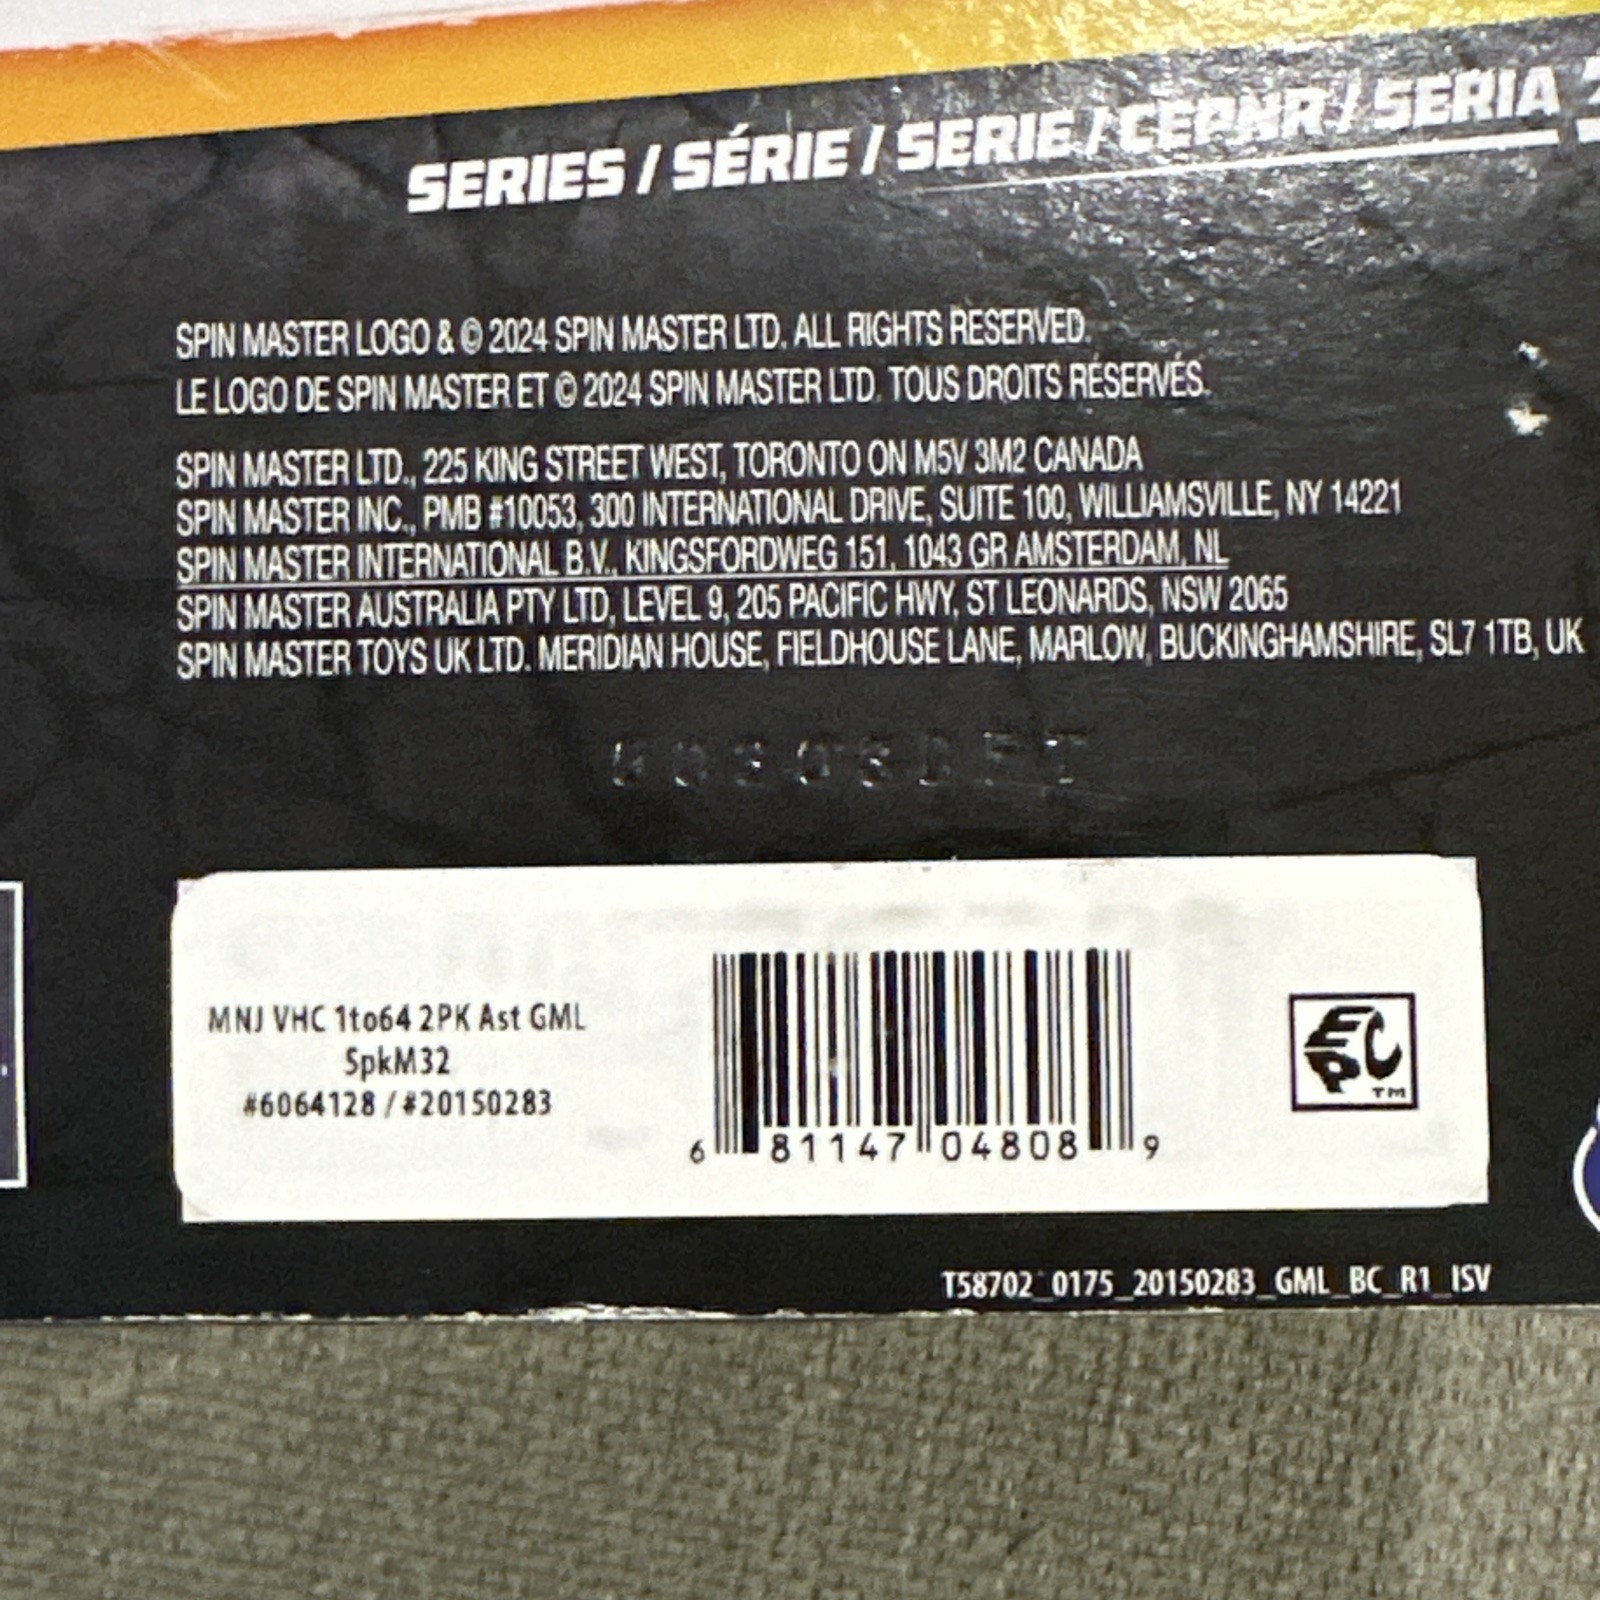 SERIES / SÉRIE / SERIE / СЕРИЯ / SERIA
SPIN MASTER LOGO & © 2024 SPIN MASTER LTD. ALL RIGHTS RESERVED.
LE LOGO DE SPIN MASTER ET © 2024 SPIN MASTER LTD. TOUS DROITS RÉSERVÉS.
SPIN MASTER LTD., 225 KING STREET WEST, TORONTO ON M5V 3M2 CANADA
SPIN MASTER INC., PMB #10053, 300 INTERNATIONAL DRIVE, SUITE 100, WILLIAMSVILLE, NY 14221
SPIN MASTER INTERNATIONAL B.V., KINGSFORDWEG 151, 1043 GR AMSTERDAM, NL
SPIN MASTER AUSTRALIA PTY LTD, LEVEL 9, 205 PACIFIC HWY, ST LEONARDS, NSW 2065
SPIN MASTER TOYS UK LTD. MERIDIAN HOUSE, FIELDHOUSE LANE, MARLOW, BUCKINGHAMSHIRE, SL7 1TB, UK
MNJ VHC 1to64 2PK Ast GML
SpkM32
#6064128 / #20150283
6 81147 04808 9
EPC TM
T58702_0175_20150283_GML_BC_R1_ISV